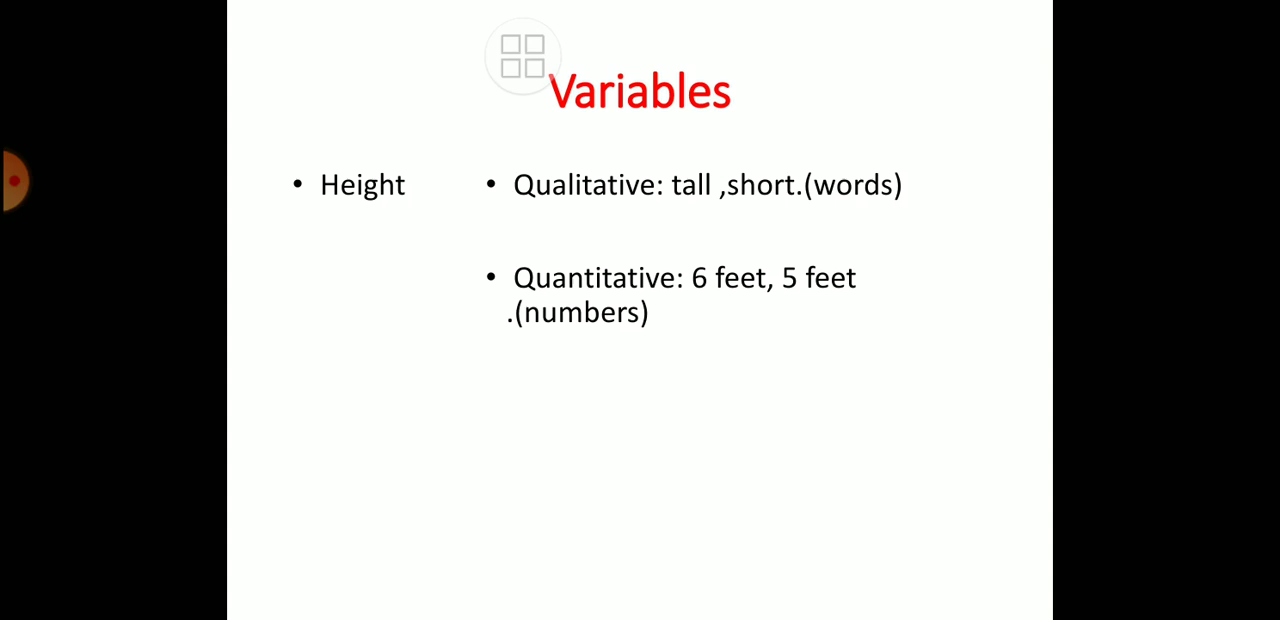 Variables
• Height
• Qualitative: tall ,short.(words)
• Quantitative: 6 feet, 5 feet
.(numbers)